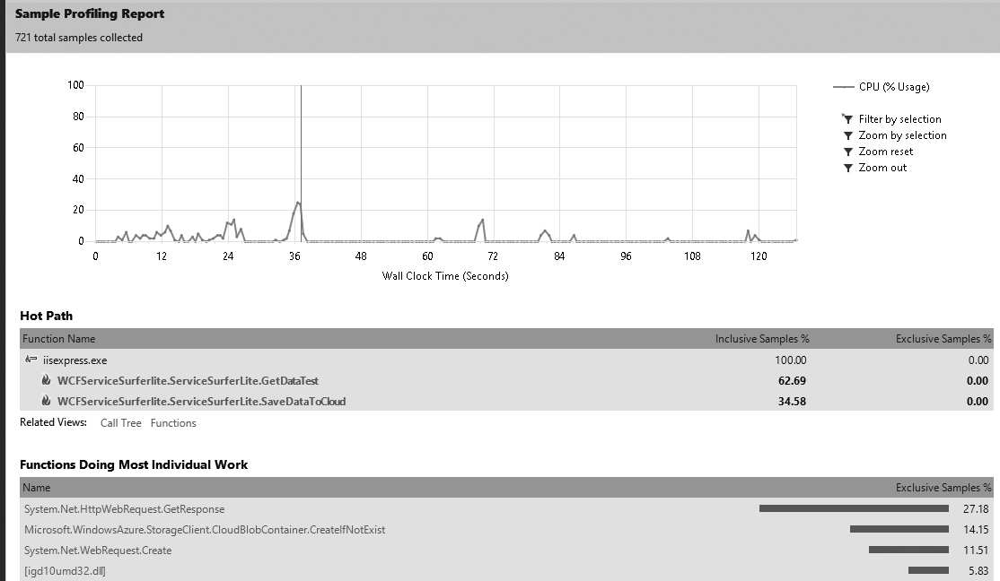 Sample Profiling Report
721 total samples collected
100
80
60
40
20
0
0 12 24 36 48 60 72 84 96 108 120
Wall Clock Time (Seconds)
CPU (% Usage)
Filter by selection
Zoom by selection
Zoom reset
Zoom out
Hot Path
Function Name Inclusive Samples % Exclusive Samples %
iisexpress.exe 100.00 0.00
WCFServiceSurferlite.ServiceSurferLite.GetDataTest 62.69 0.00
WCFServiceSurferlite.ServiceSurferLite.SaveDataToCloud 34.58 0.00
Related Views: Call Tree Functions
Functions Doing Most Individual Work
Name Exclusive Samples %
System.Net.HttpWebRequest.GetResponse 27.18
Microsoft.WindowsAzure.StorageClient.CloudBlobContainer.CreateIfNotExist 14.15
System.Net.WebRequest.Create 11.51
[igd10umd32.dll] 5.83